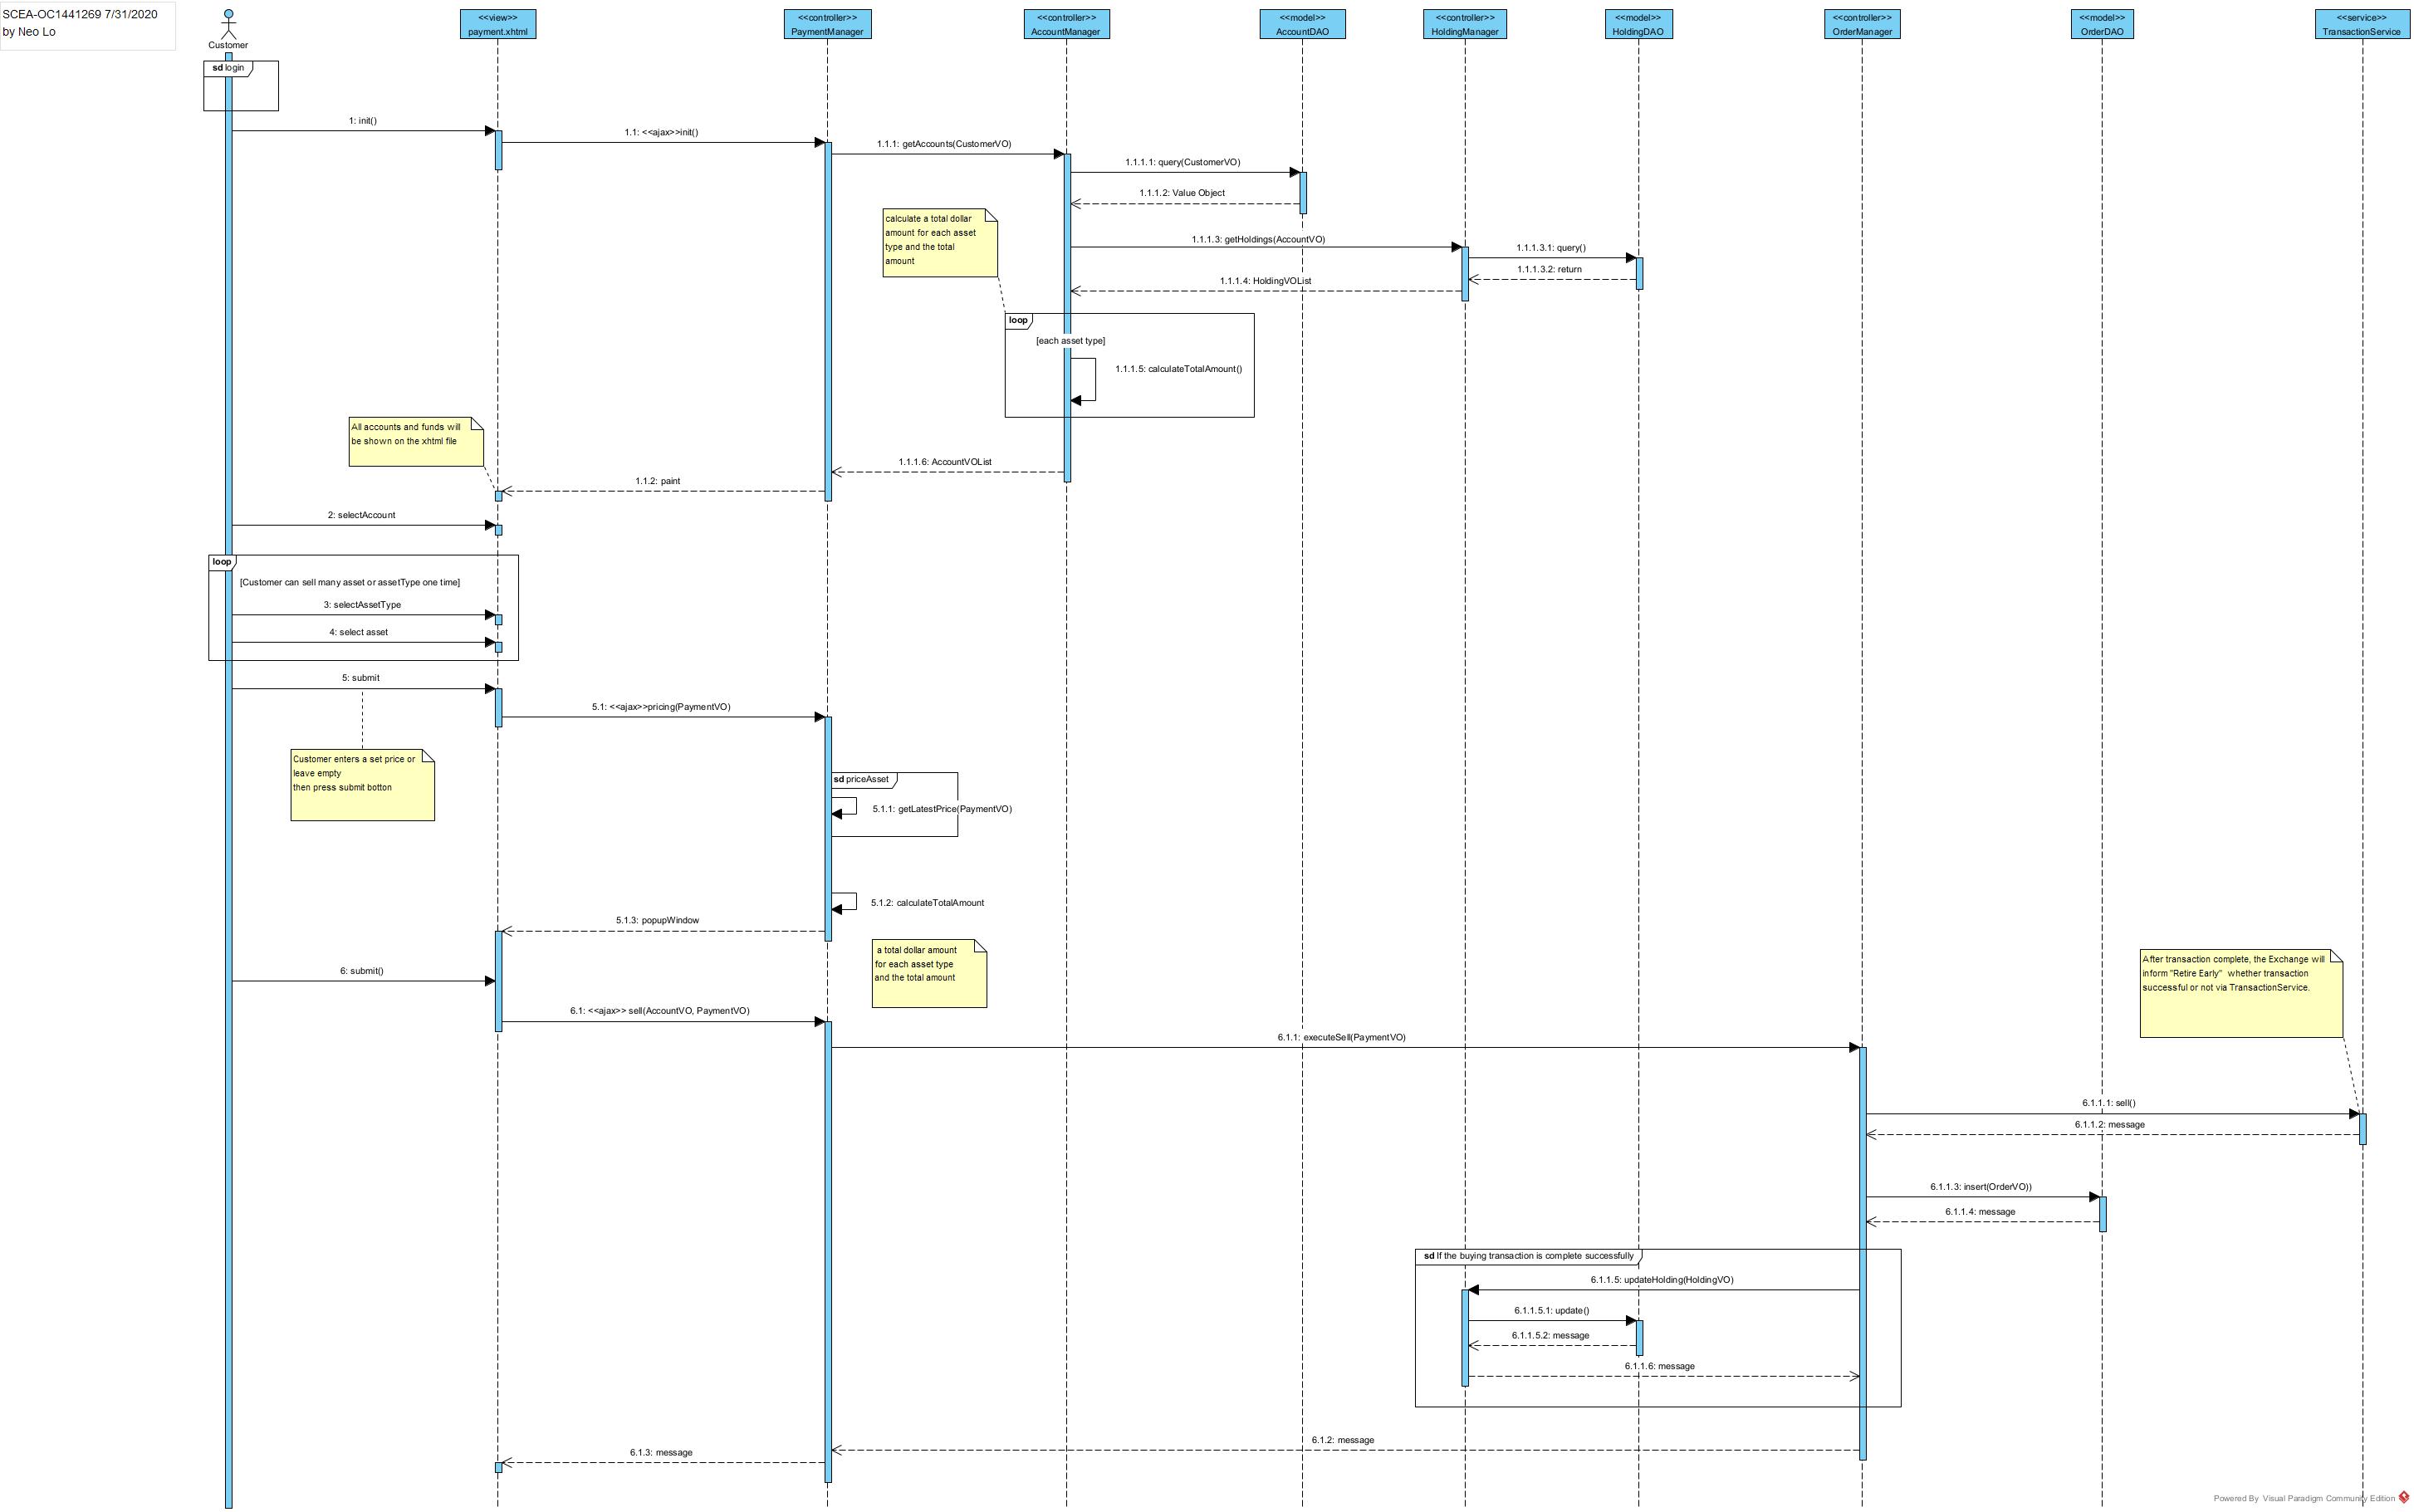 SCEA-OC1441269 7/31/2020
by Neo Lo
Customer
<<view>>
payment.xhtml
<<controller>>
PaymentManager
<<controller>>
AccountManager
<<model>>
AccountDAO
<<controller>>
HoldingManager
<<model>>
HoldingDAO
<<controller>>
OrderManager
<<model>>
OrderDAO
<<service>>
TransactionService
sd login
1: init()
1.1: <<ajax>>init()
1.1.1: getAccounts(CustomerVO)
1.1.1.1: query(CustomerVO)
1.1.1.2: Value Object
calculate a total dollar
amount for each asset
type and the total
amount
1.1.1.3: getHoldings(AccountVO)
1.1.1.3.1: query()
1.1.1.3.2: return
1.1.1.4: HoldingVOList
loop
[each asset type]
1.1.1.5: calculateTotalAmount()
All accounts and funds will
be shown on the xhtml file
1.1.1.6: AccountVOList
1.1.2: paint
2: selectAccount
loop
[Customer can sell many asset or assetType one time]
3: selectAssetType
4: select asset
5: submit
5.1: <<ajax>>pricing(PaymentVO)
Customer enters a set price or
leave empty
then press submit botton
sd priceAsset
5.1.1: getLatestPrice(PaymentVO)
5.1.2: calculateTotalAmount
5.1.3: popupWindow
a total dollar amount
for each asset type
and the total amount
6: submit()
6.1: <<ajax>> sell(AccountVO, PaymentVO)
6.1.1: executeSell(PaymentVO)
After transaction complete, the Exchange will
inform "Retire Early" whether transaction
successful or not via TransactionService.
6.1.1.1: sell()
6.1.1.2: message
6.1.1.3: insert(OrderVO))
6.1.1.4: message
sd If the buying transaction is complete successfully
6.1.1.5: updateHolding(HoldingVO)
6.1.1.5.1: update()
6.1.1.5.2: message
6.1.1.6: message
6.1.2: message
6.1.3: message
Powered By Visual Paradigm Community Edition